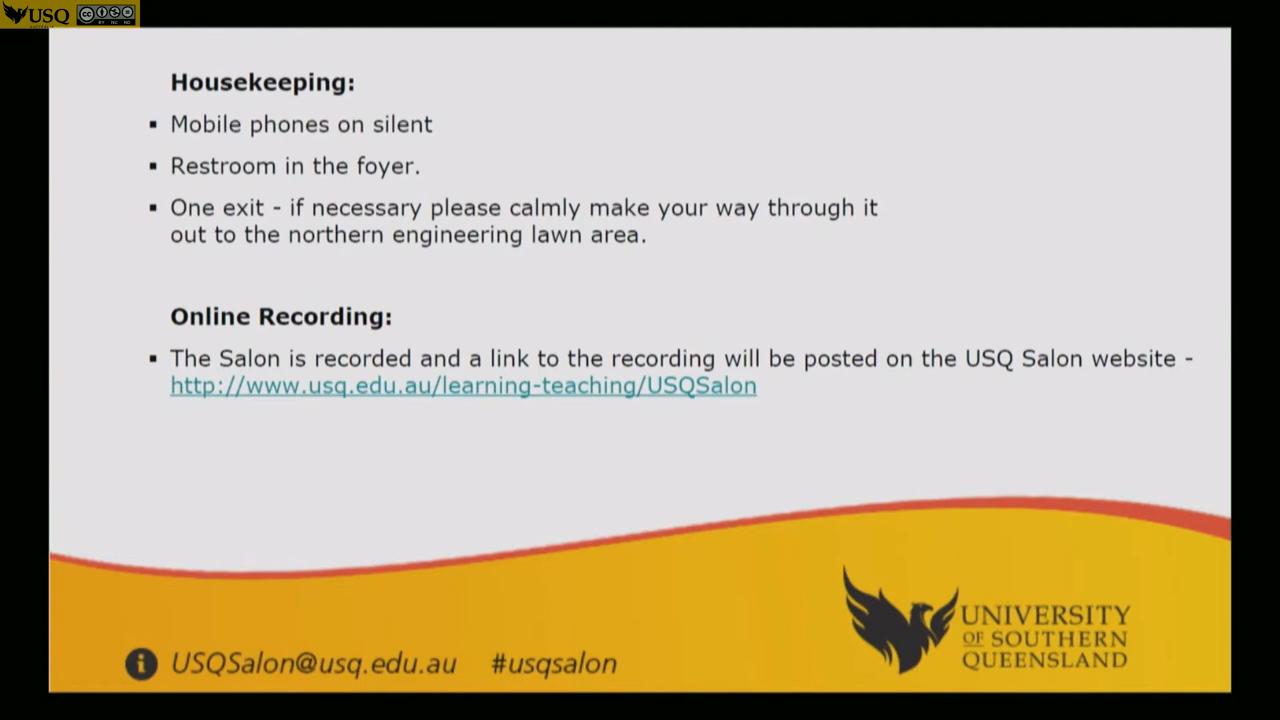 USQ
BY NC ND
Housekeeping:
▪ Mobile phones on silent
▪ Restroom in the foyer.
▪ One exit - if necessary please calmly make your way through it
out to the northern engineering lawn area.
Online Recording:
▪ The Salon is recorded and a link to the recording will be posted on the USQ Salon website -
http://www.usq.edu.au/learning-teaching/USQSalon
UNIVERSITY
OF SOUTHERN
QUEENSLAND
i USQSalon@usq.edu.au #usqsalon